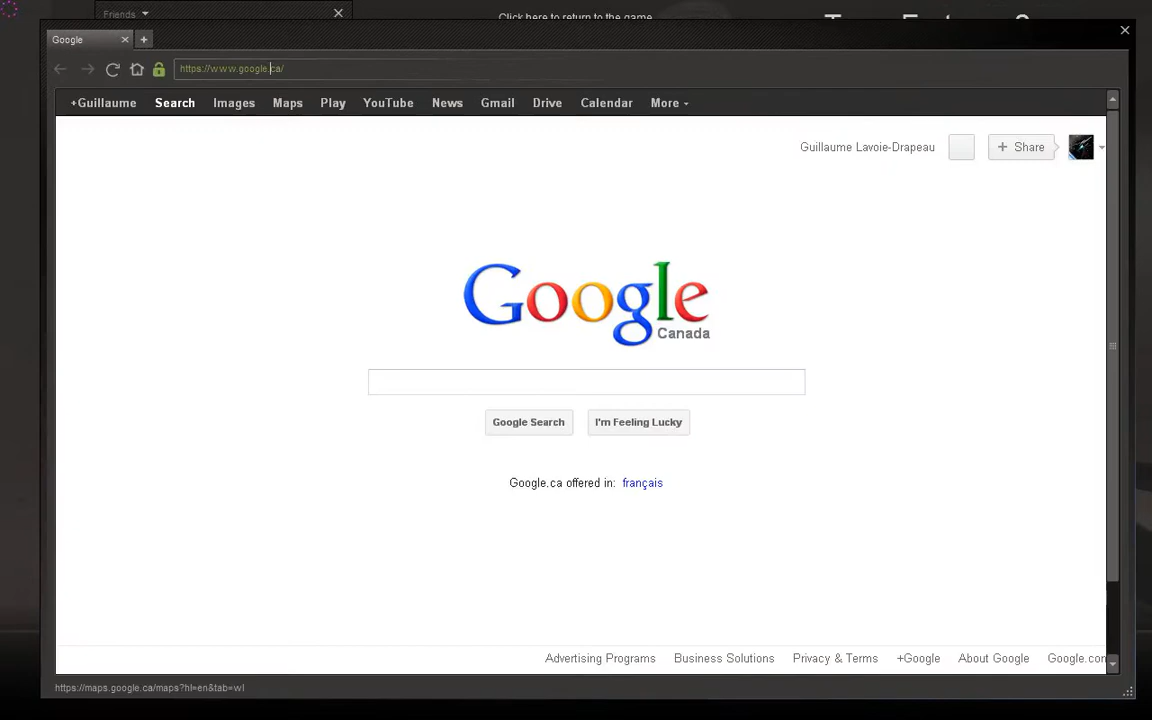 Friends
Click here to return to the game
Google
https://www.google.ca/
+Guillaume Search Images Maps Play YouTube News Gmail Drive Calendar More
Guillaume Lavoie-Drapeau + Share
Google
Canada
Google Search I'm Feeling Lucky
Google.ca offered in: français
Advertising Programs Business Solutions Privacy & Terms +Google About Google Google.com
https://maps.google.ca/maps?hl=en&tab=wl